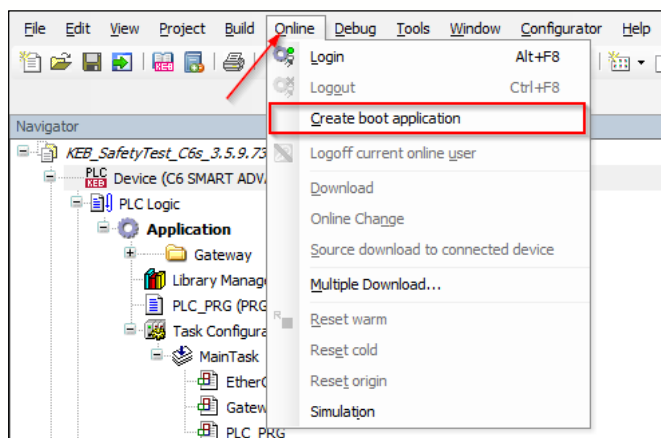 File Edit View Project Build Online Debug Tools Window Configurator Help
KEB
Login Alt+F8
Logout Ctrl+F8
Create boot application
Logoff current online user
Download
Online Change
Source download to connected device
Multiple Download...
Reset warm
Reset cold
Reset origin
Simulation
Navigator
KEB_SafetyTest_C6s_3.5.9.73
PLC KEB Device (C6 SMART ADV
PLC Logic
Application
Gateway
Library Manag
PLC_PRG (PRG
Task Configura
MainTask
EtherC
Gatew
PLC_PRG